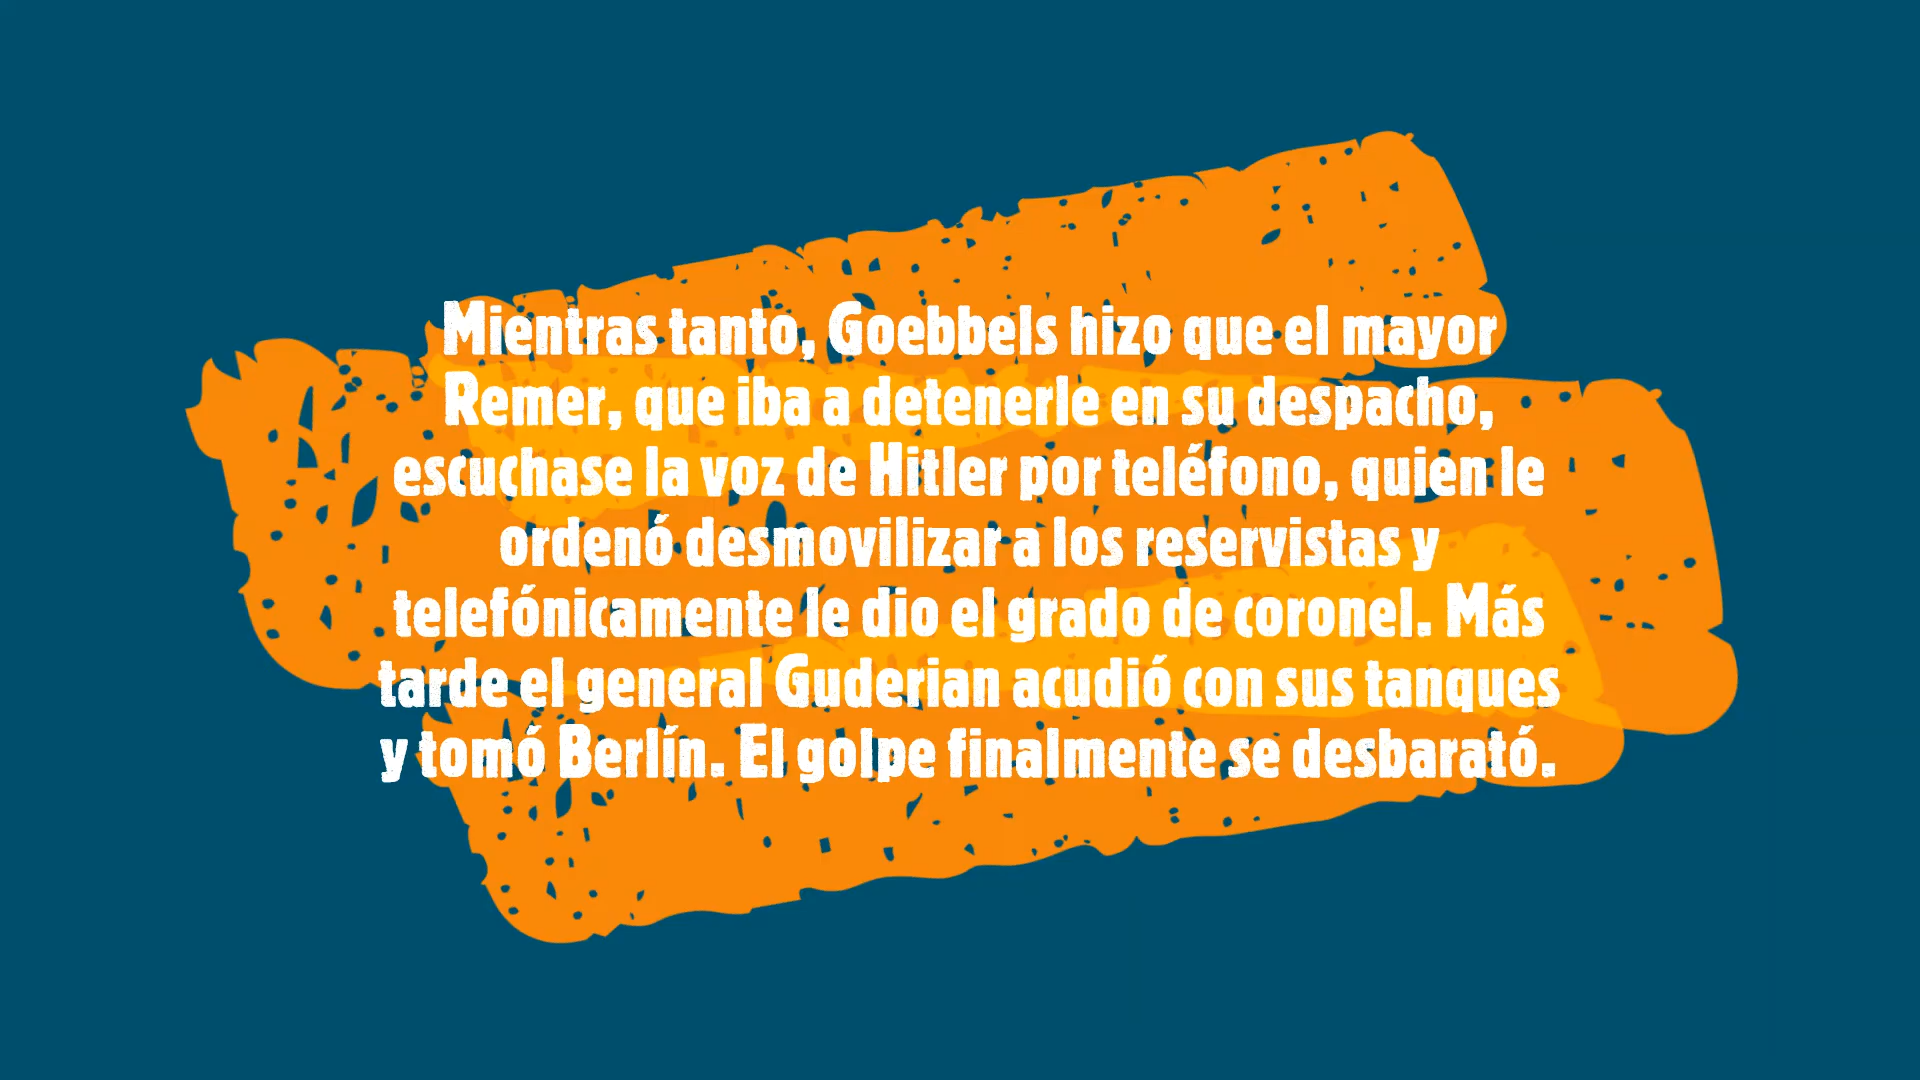 Mientras tanto, Goebbels hizo que el mayor
Remer, que iba a detenerle en su despacho,
escuchase la voz de Hitler por teléfono, quien le
ordenó desmovilizar a los reservistas y
telefónicamente le dio el grado de coronel. Más
tarde el general Guderian acudió con sus tanques
y tomó Berlín. El golpe finalmente se desbarató.